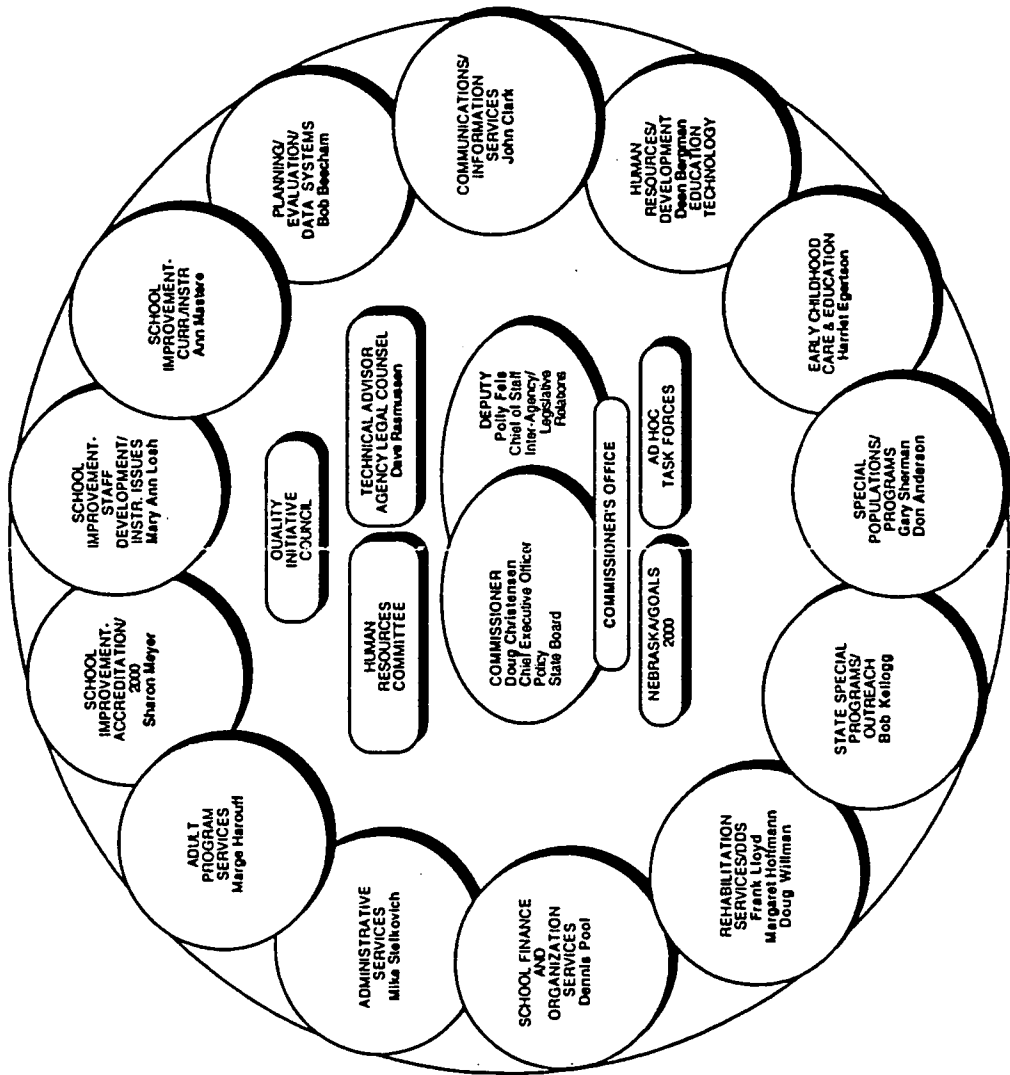 SCHOOL
IMPROVEMENT-
STAFF
DEVELOPMENT/
INSTR. ISSUES
Mary Ann Losh
SCHOOL
IMPROVEMENT-
CURR./INSTR
Ann Masters
PLANNING/
EVALUATION/
DATA SYSTEMS
Bob Beecham
COMMUNICATIONS/
INFORMATION
SERVICES
John Clark
HUMAN
RESOURCES/
DEVELOPMENT
Dean Bergman
EDUCATION
TECHNOLOGY
EARLY CHILDHOOD
CARE & EDUCATION
Harriet Egertson
SPECIAL
POPULATIONS/
PROGRAMS
Gary Sherman
Don Anderson
STATE SPECIAL
PROGRAMS/
OUTREACH
Bob Kellogg
REHABILITATION
SERVICES/DDS
Frank Lloyd
Margaret Hoffmann
Doug Willman
SCHOOL FINANCE
AND
ORGANIZATION
SERVICES
Dennis Pool
ADMINISTRATIVE
SERVICES
Mike Stefkovich
ADULT
PROGRAM
SERVICES
Marge Harouff
SCHOOL
IMPROVEMENT-
ACCREDITATION/
2000
Sharon Meyer
QUALITY
INITIATIVE
COUNCIL
HUMAN
RESOURCES
COMMITTEE
TECHNICAL ADVISOR
AGENCY LEGAL COUNSEL
Dave Rasmussen
COMMISSIONER
Doug Christensen
Chief Executive Officer
Policy
State Board
DEPUTY
Polly Feis
Chief of Staff
Inter-Agency/
Legislative
Relations
COMMISSIONER'S OFFICE
NEBRASKA/GOALS
2000
AD HOC
TASK FORCES